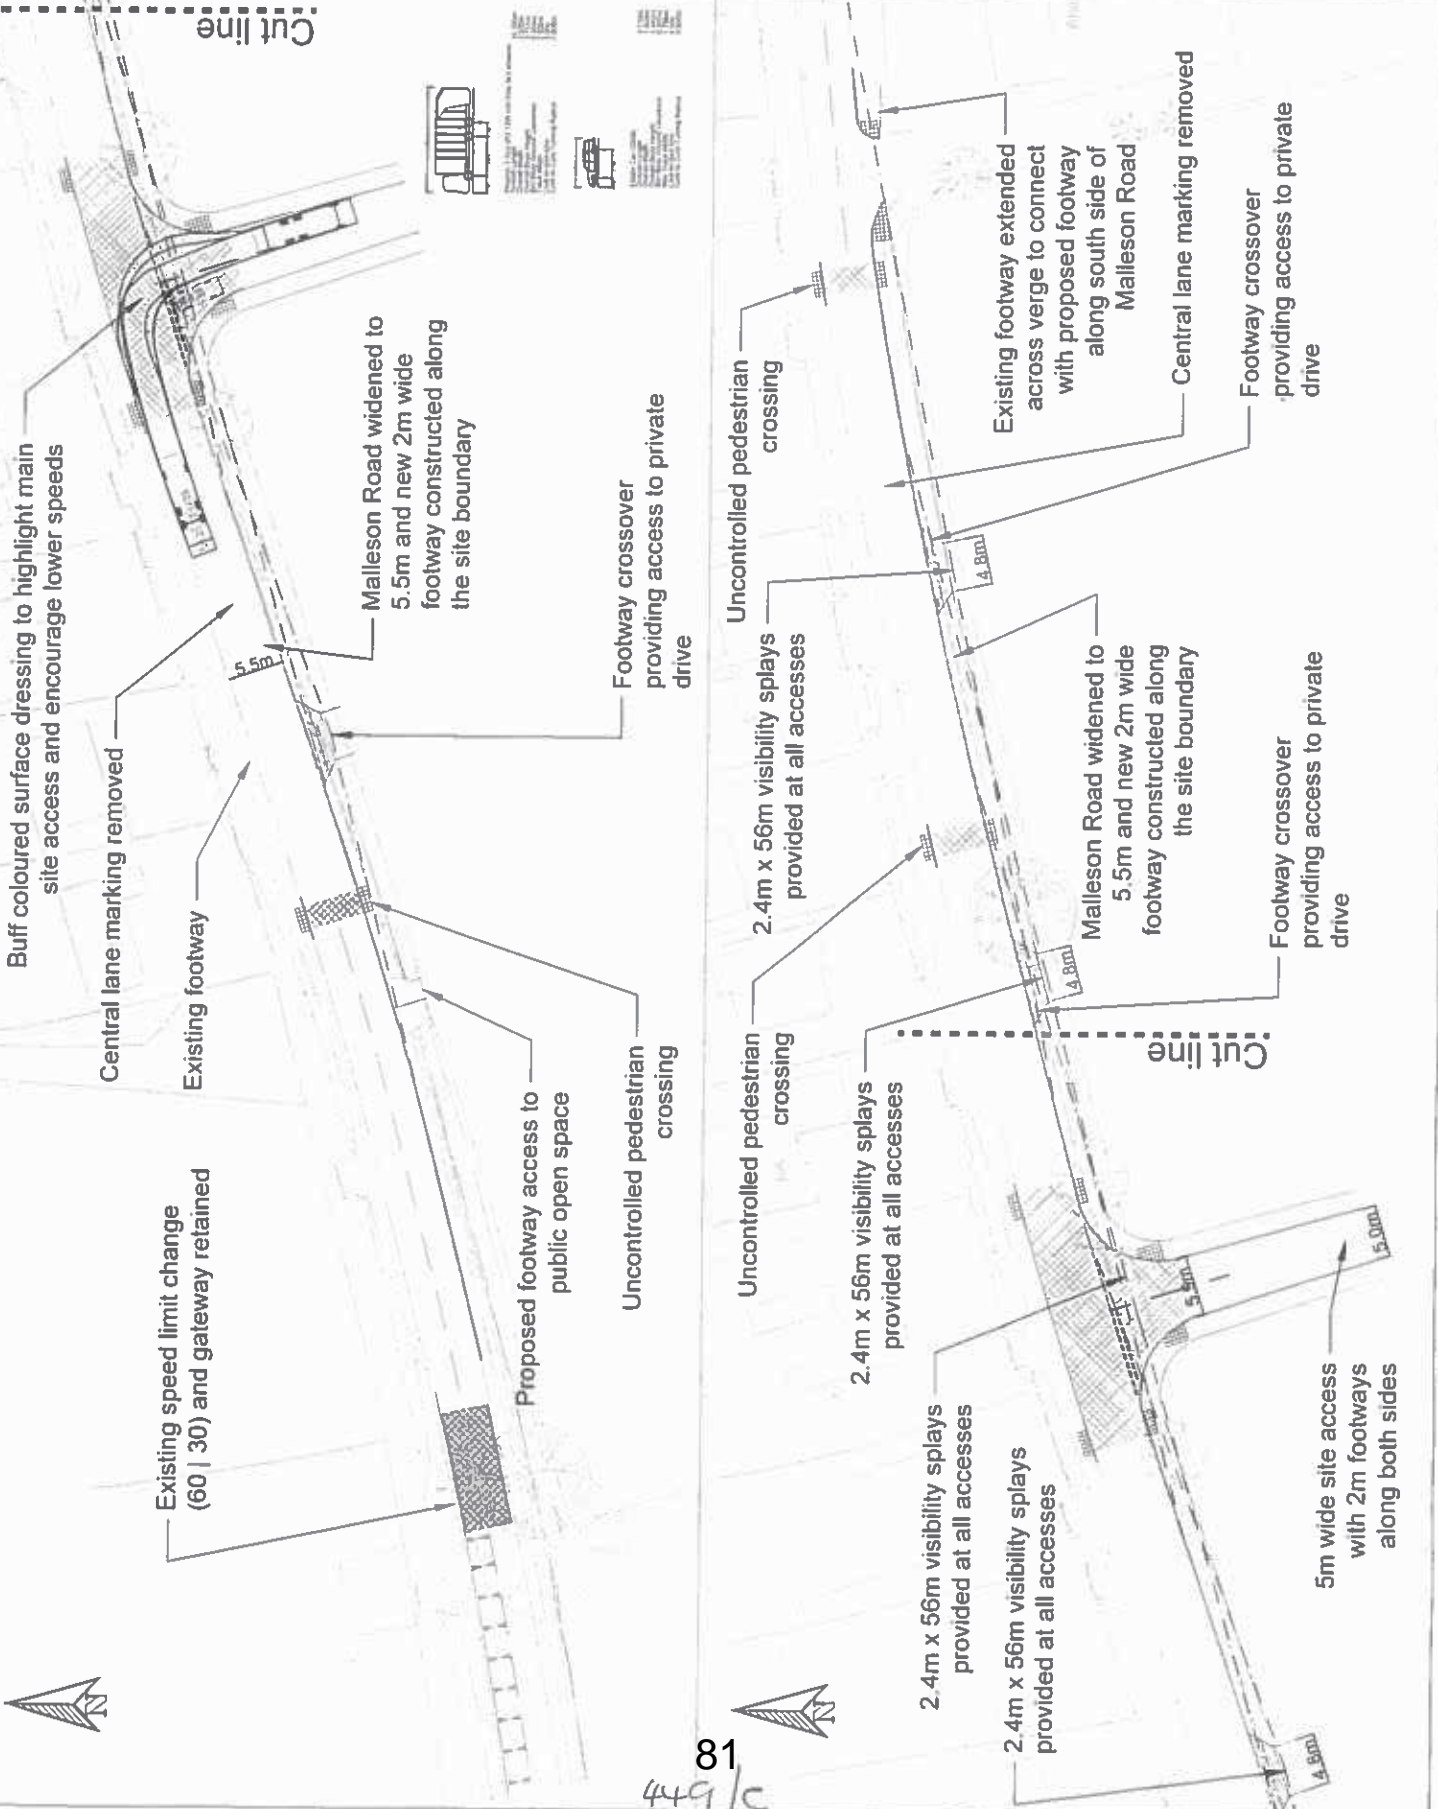 Cut line
Buff coloured surface dressing to highlight main
site access and encourage lower speeds
Central lane marking removed
Existing footway
Existing speed limit change
(60 | 30) and gateway retained
5.5m
Malleson Road widened to
5.5m and new 2m wide
footway constructed along
the site boundary
Footway crossover
providing access to private
drive
Proposed footway access to
public open space
Uncontrolled pedestrian
crossing
N
Uncontrolled pedestrian
crossing
Uncontrolled pedestrian
crossing
2.4m x 56m visibility splays
provided at all accesses
2.4m x 56m visibility splays
provided at all accesses
2.4m x 56m visibility splays
provided at all accesses
2.4m x 56m visibility splays
provided at all accesses
Existing footway extended
across verge to connect
with proposed footway
along south side of
Malleson Road
Central lane marking removed
Footway crossover
providing access to private
drive
4.8m
Malleson Road widened to
5.5m and new 2m wide
footway constructed along
the site boundary
4.8m
Footway crossover
providing access to private
drive
Cut line
5.5m
5.0m
5m wide site access
with 2m footways
along both sides
4.8m
N
81
449/C